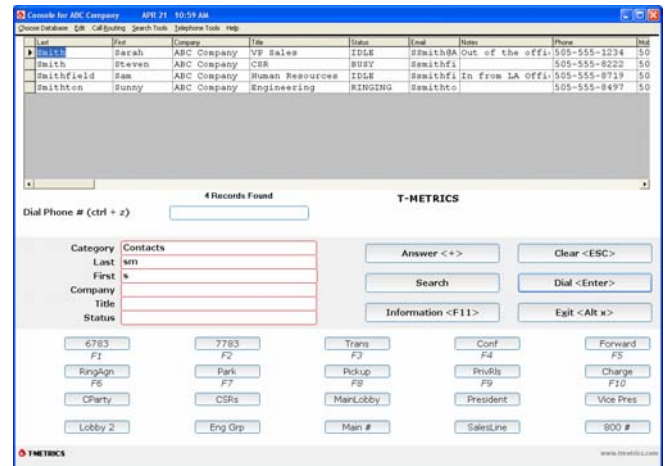 Console for ABC Company APR 21 10:59 AM
Choose Database Edit Call Routing Search Tools Telephone Tools Help
Last First Company Title Status Email Notes Phone Mob
Smith Sarah ABC Company VP Sales IDLE SSmith@A Out of the offi 505-555-1234 50
Smith Steven ABC Company CSR BUSY Ssmithfi 505-555-8222 50
Smithfield Sam ABC Company Human Resources IDLE Ssmithfi In from LA Offi 505-555-8719 50
Smithton Sunny ABC Company Engineering RINGING Ssmithto 505-555-8497 50
4 Records Found T-METRICS
Dial Phone # (ctrl + z)
Category Contacts
Last sm
First s
Company
Title
Status
Answer <+> Clear <ESC>
Search Dial <Enter>
Information <F11> Exit <Alt x>
6783 7783 Trans Conf Forward
F1 F2 F3 F4 F5
RingAgn Park Pickup PrivRls Charge
F6 F7 F8 F9 F10
CParty CSRs MainLobby President Vice Pres
Lobby 2 Eng Grp Main # SalesLine 800 #
T-METRICS www.tmetrics.com